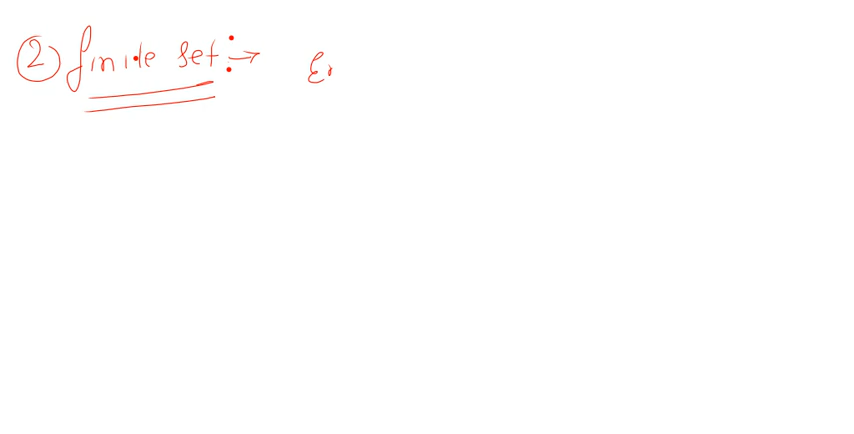 ② finite set :→